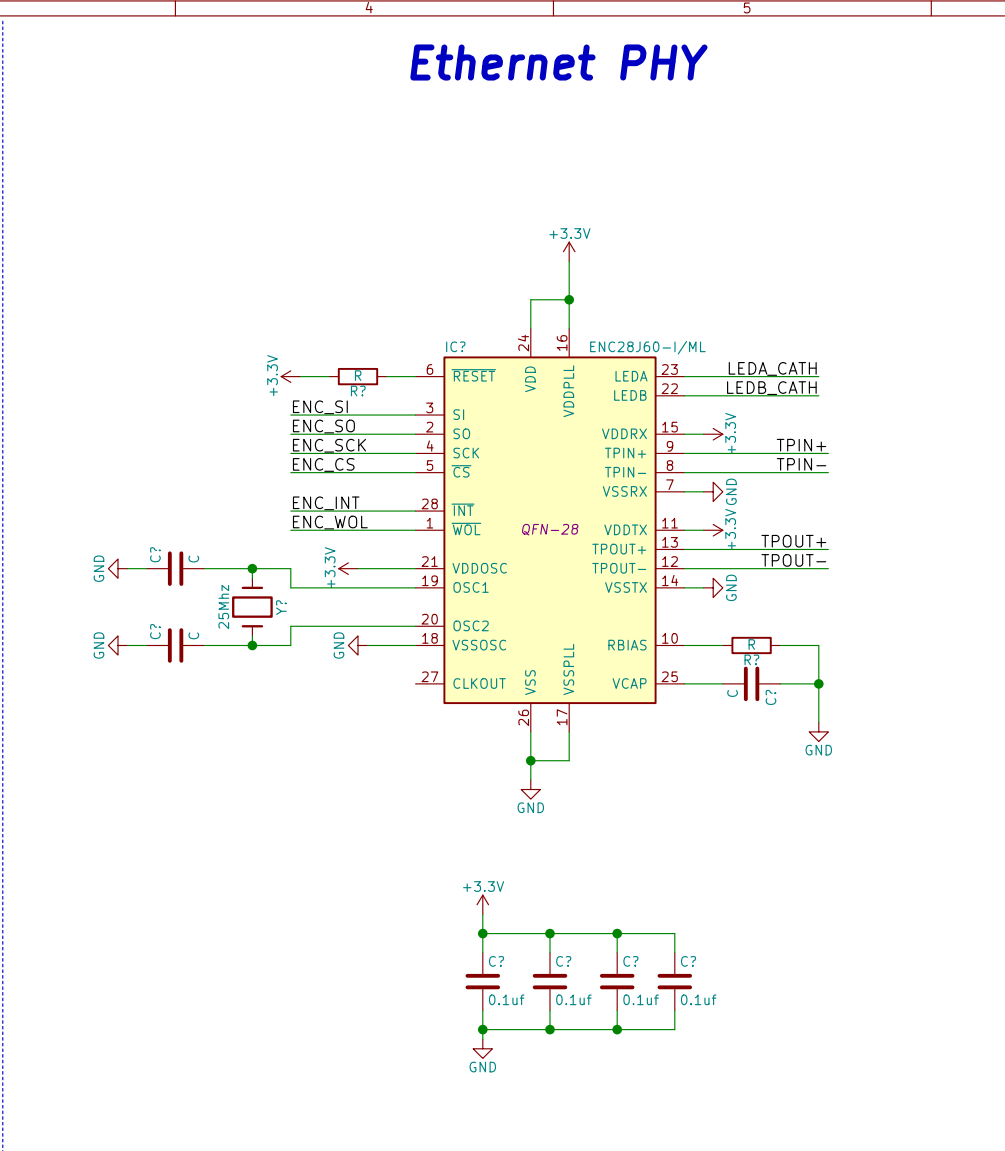 4
5
Ethernet PHY
+3.3V
IC?
ENC28J60-I/ML
24
16
VDD
VDDPLL
+3.3V
R
R?
6
RESET
ENC_SI
3
SI
ENC_SO
2
SO
ENC_SCK
4
SCK
ENC_CS
5
CS
ENC_INT
28
INT
ENC_WOL
1
WOL
QFN-28
+3.3V
21
VDDOSC
19
OSC1
20
OSC2
GND
18
VSSOSC
27
CLKOUT
GND
C?
C
25Mhz
Y?
GND
C?
C
LEDA
23
LEDA_CATH
LEDB
22
LEDB_CATH
VDDRX
15
+3.3V
TPIN+
9
TPIN+
TPIN-
8
TPIN-
VSSRX
7
GND
VDDTX
11
+3.3V
TPOUT+
13
TPOUT+
TPOUT-
12
TPOUT-
VSSTX
14
GND
RBIAS
10
R
R?
VCAP
25
C
C?
GND
VSS
VSSPLL
26
17
GND
+3.3V
C?
C?
C?
C?
0.1uf
0.1uf
0.1uf
0.1uf
GND